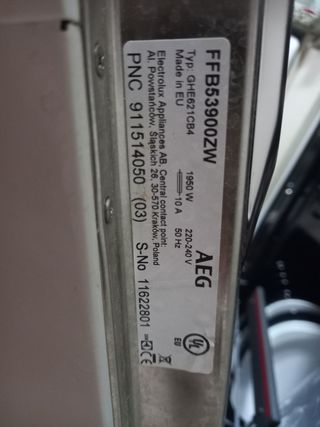 FFB53900ZW
AEG
Typ. GHE621CB4
Made in EU
1950 W
10 A
220-240 V
50 Hz
EU
Electrolux Appliances AB, Central contact point:
Al. Powstańców, Śląskich 26, 30-570 Kraków, Poland
PNC 911514050 (03)
S-No 11622801